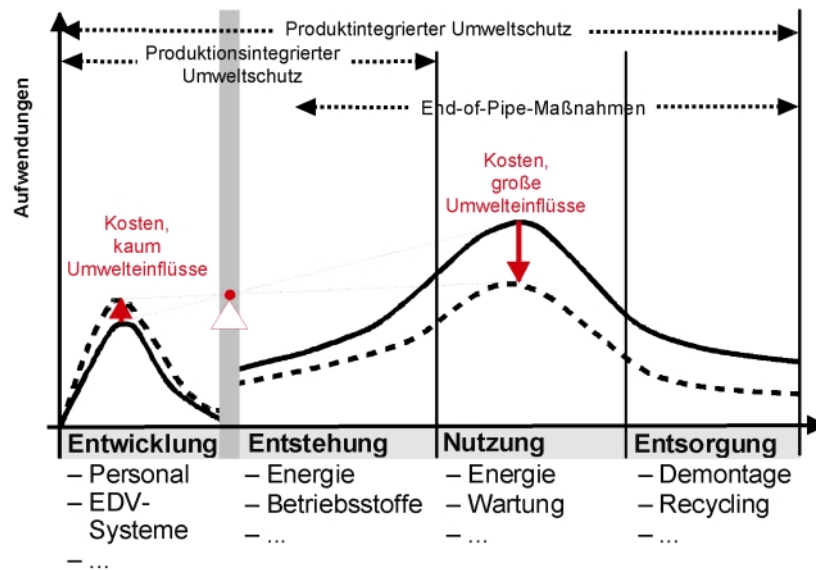 Produktintegrierter Umweltschutz
Produktionsintegrierter
Umweltschutz
End-of-Pipe-Maßnahmen
Aufwendungen
Kosten,
kaum
Umwelteinflüsse
Kosten,
große
Umwelteinflüsse
Entwicklung
– Personal
– EDV-
Systeme
– ...
Entstehung
– Energie
– Betriebsstoffe
– ...
Nutzung
– Energie
– Wartung
– ...
Entsorgung
– Demontage
– Recycling
– ...